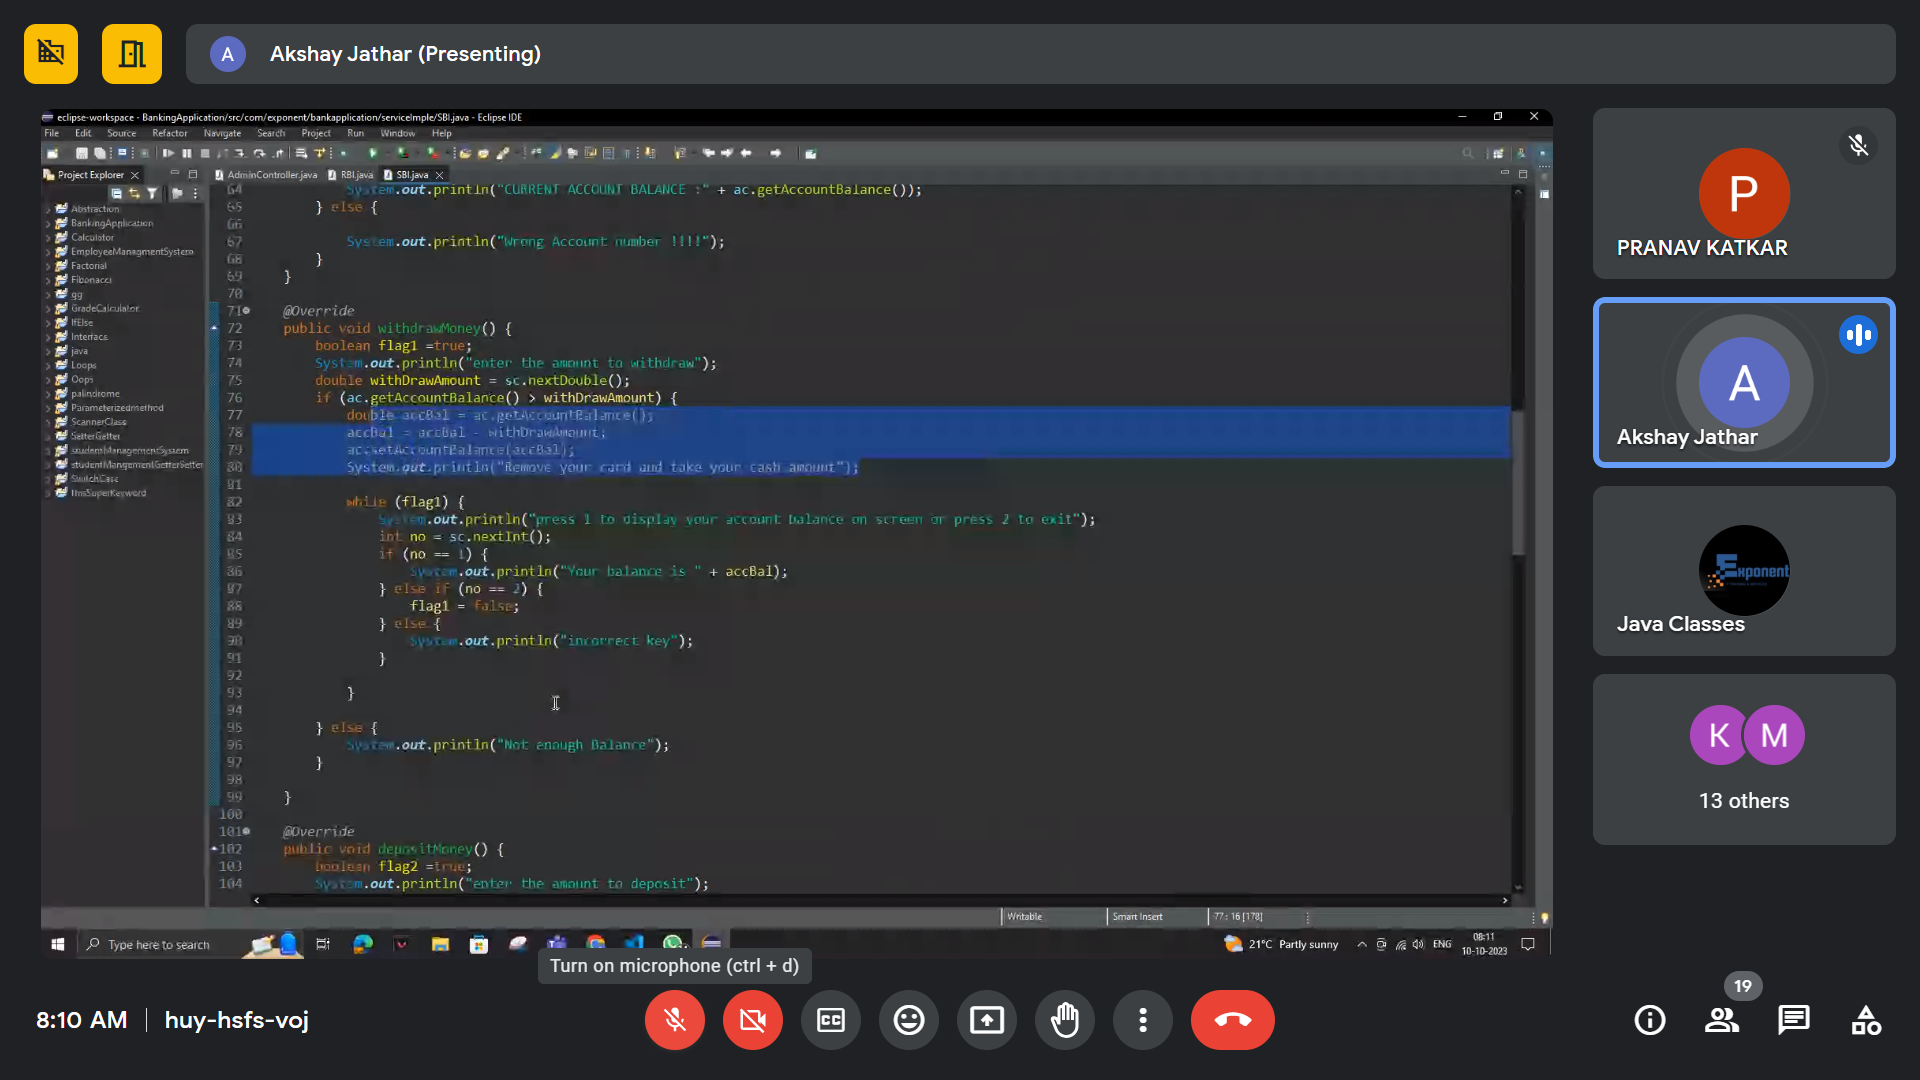 A Akshay Jathar (Presenting)
eclipse-workspace - BankingApplication/src/com/exponent/bankapplication/serviceImple/SBI.java - Eclipse IDE
File Edit Source Refactor Navigate Search Project Run Window Help
Project Explorer
AdminController.java RBI.java SBI.java
Abstraction
BankingApplication
Calculator
EmployeeManagmentSystem
Factorial
Fibonacci
gg
GradeCalculator
IfElse
Interface
java
Loops
Oops
palindrome
Parameterizedmethod
ScannerClass
SetterGetter
studentManagementSystem
studentMangementGetterSetter
SwitchCase
thisSuperKeyword
64 System.out.println("CURRENT ACCOUNT BALANCE :" + ac.getAccountBalance());
65 } else {
66
67 System.out.println("Wrong Account number !!!!");
68 }
69 }
70
71 @Override
72 public void withdrawMoney() {
73 boolean flag1 =true;
74 System.out.println("enter the amount to withdraw");
75 double withDrawAmount = sc.nextDouble();
76 if (ac.getAccountBalance() > withDrawAmount) {
77 double accBal = ac.getAccountBalance();
78 accBal = accBal - withDrawAmount;
79 ac.setAccountBalance(accBal);
80 System.out.println("Remove your card and take your cash amount");
81
82 while (flag1) {
83 System.out.println("press 1 to display your account balance on screen or press 2 to exit");
84 int no = sc.nextInt();
85 if (no == 1) {
86 System.out.println("Your balance is " + accBal);
87 } else if (no == 2) {
88 flag1 = false;
89 } else {
90 System.out.println("incorrect key");
91 }
92
93 }
94
95 } else {
96 System.out.println("Not enough Balance");
97 }
98
99 }
100
101 @Override
102 public void depositMoney() {
103 boolean flag2 =true;
104 System.out.println("enter the amount to deposit");
Writable Smart Insert 77 : 16 [178]
Type here to search
21°C Partly sunny ENG 08:11
10-10-2023
P
PRANAV KATKAR
A
Akshay Jathar
Exponent
Java Classes
K M
13 others
Turn on microphone (ctrl + d)
8:10 AM huy-hsfs-voj
CC
19